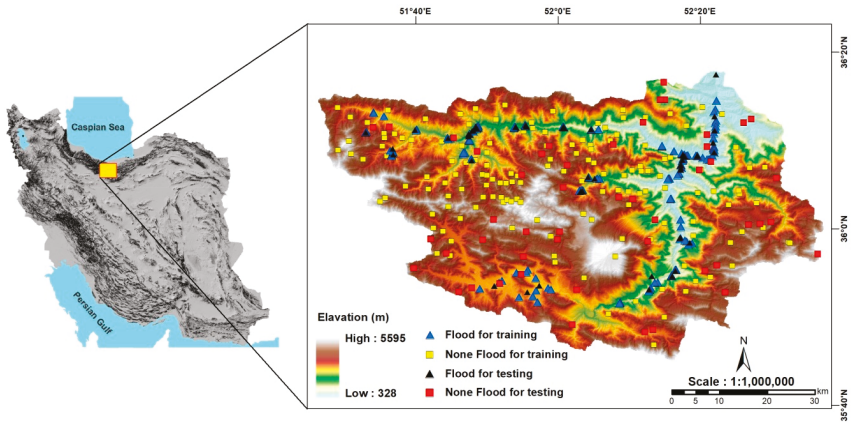 51°40'E
52°0'E
52°20'E
36°20'N
36°0'N
35°40'N
Caspian Sea
Persian Gulf
Elavation (m)
High : 5595
Low : 328
Flood for training
None Flood for training
Flood for testing
None Flood for testing
N
Scale : 1:1,000,000
km
0 5 10 20 30